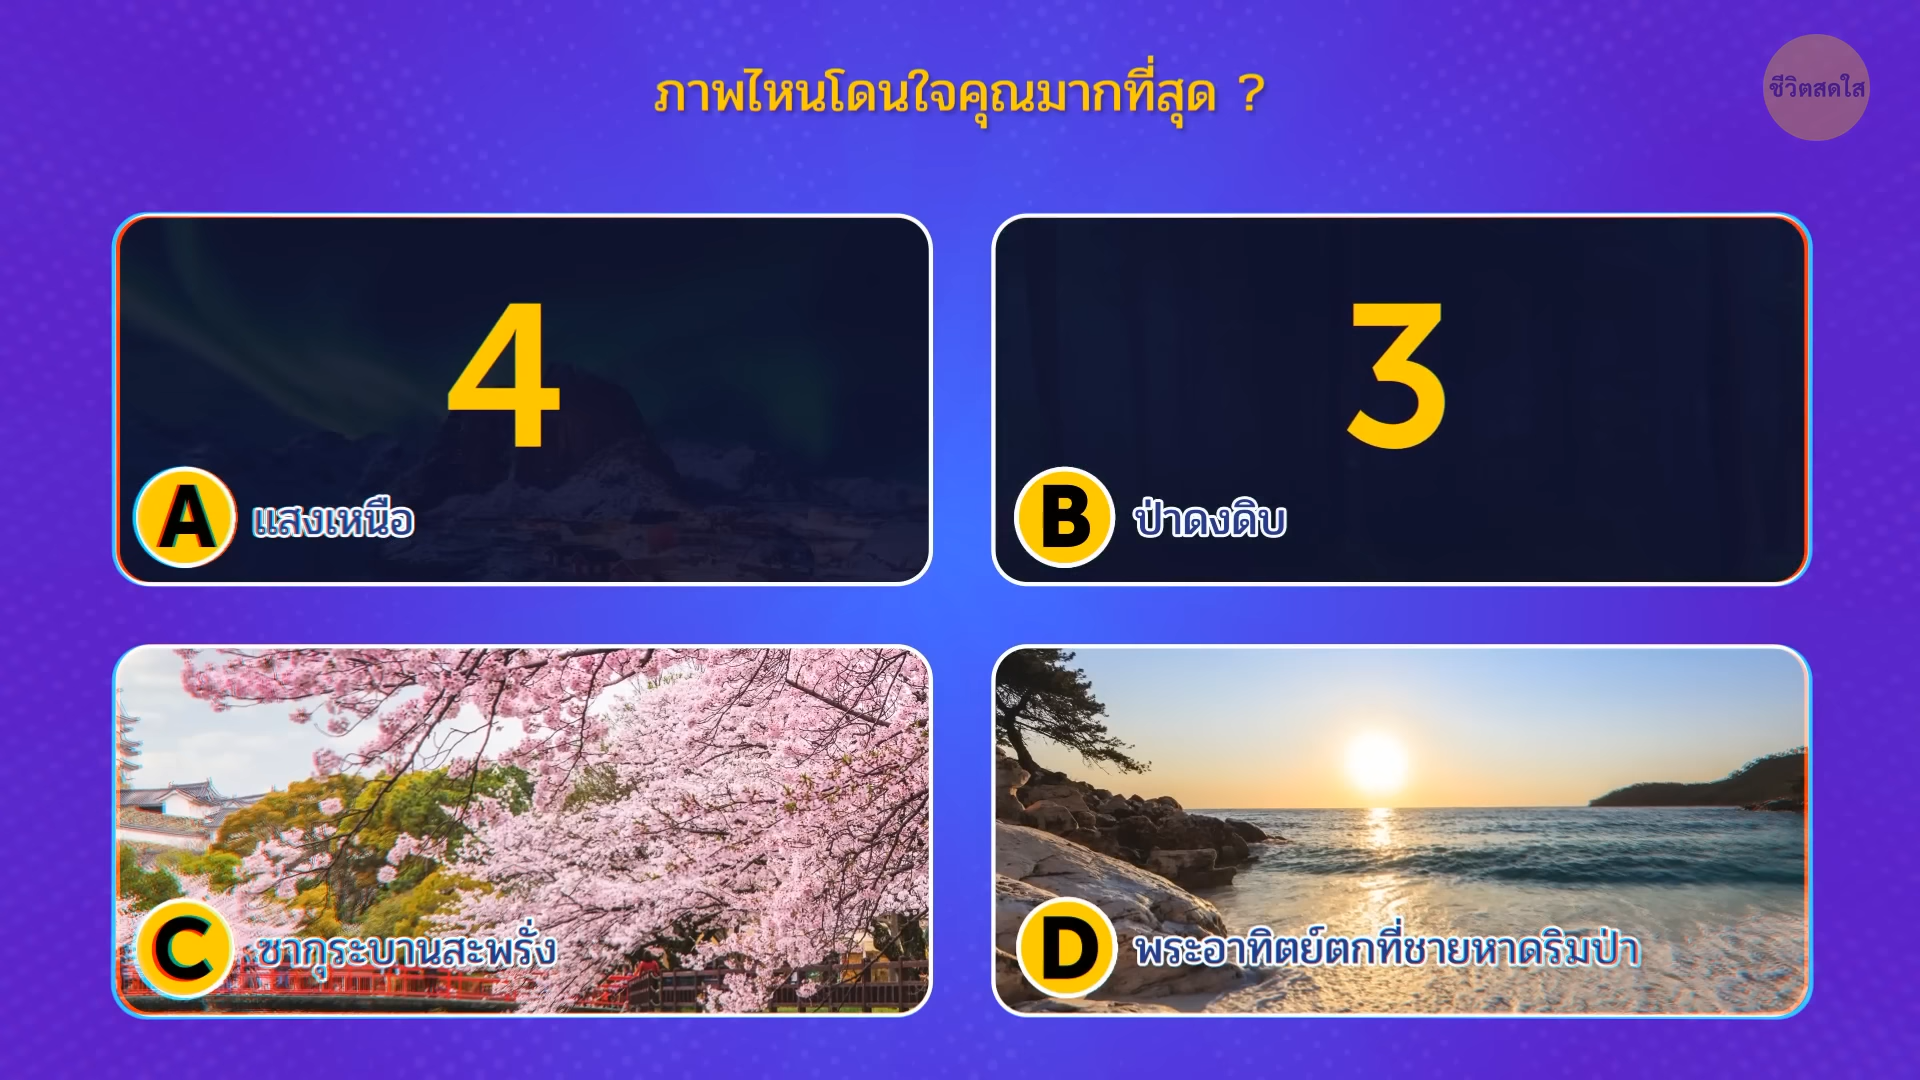 ภาพไหนโดนใจคุณมากที่สุด ?
ชีวิตสดใส
4
3
A แสงเหนือ
B ป่าดงดิบ
C ซากุระบานสะพรั่ง
D พระอาทิตย์ตกที่ชายหาดริมป่า